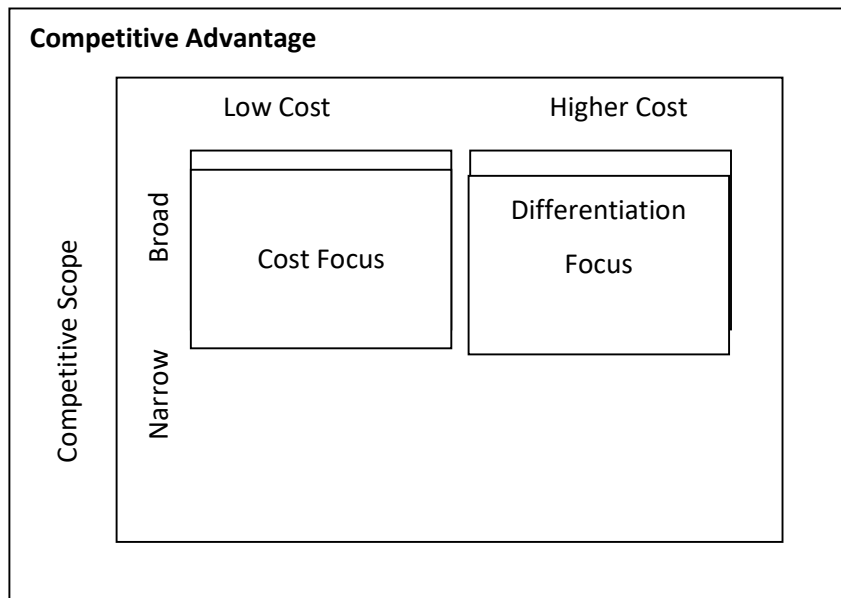 Competitive Advantage
Low Cost
Higher Cost
Competitive Scope
Broad
Cost Focus
Differentiation
Focus
Narrow